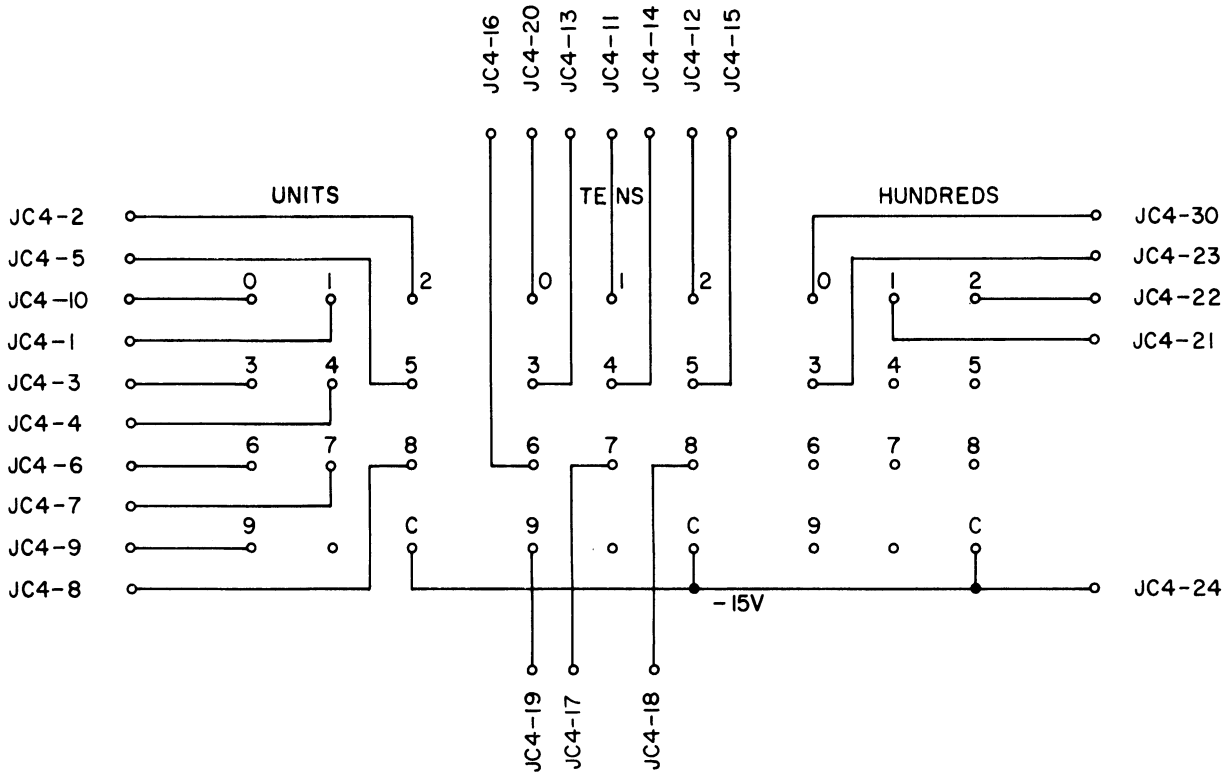 JC4-16 JC4-20 JC4-13 JC4-11 JC4-14 JC4-12 JC4-15
UNITS TENS HUNDREDS
JC4-2 JC4-30
JC4-5 JC4-23
0 1 2 0 1 2 0 1 2
JC4-10 JC4-22
JC4-1 JC4-21
3 4 5 3 4 5 3 4 5
JC4-3
JC4-4
6 7 8 6 7 8 6 7 8
JC4-6
JC4-7
9 C 9 C 9 C
JC4-9
JC4-8 JC4-24
-15V
JC4-19 JC4-17 JC4-18